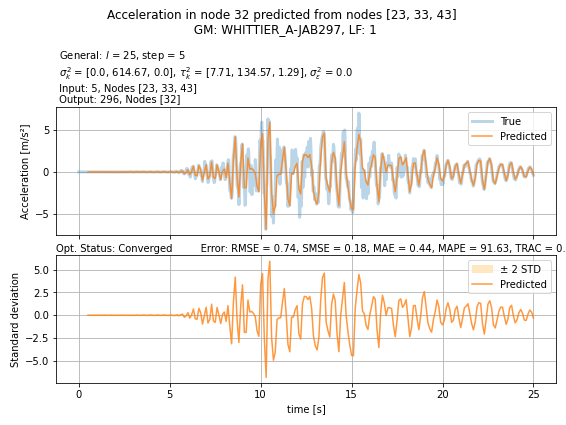 Acceleration in node 32 predicted from nodes [23, 33, 43]
GM: WHITTIER_A-JAB297, LF: 1
General: l = 25, step = 5
σ²ₖ = [0.0, 614.67, 0.0], τ²ₖ = [7.71, 134.57, 1.29], σ²ε = 0.0
Input: 5, Nodes [23, 33, 43]
Output: 296, Nodes [32]
Acceleration [m/s²]
5
0
−5
True
Predicted
Opt. Status: Converged Error: RMSE = 0.74, SMSE = 0.18, MAE = 0.44, MAPE = 91.63, TRAC = 0.
Standard deviation
5.0
2.5
0.0
−2.5
−5.0
± 2 STD
Predicted
0 5 10 15 20 25
time [s]